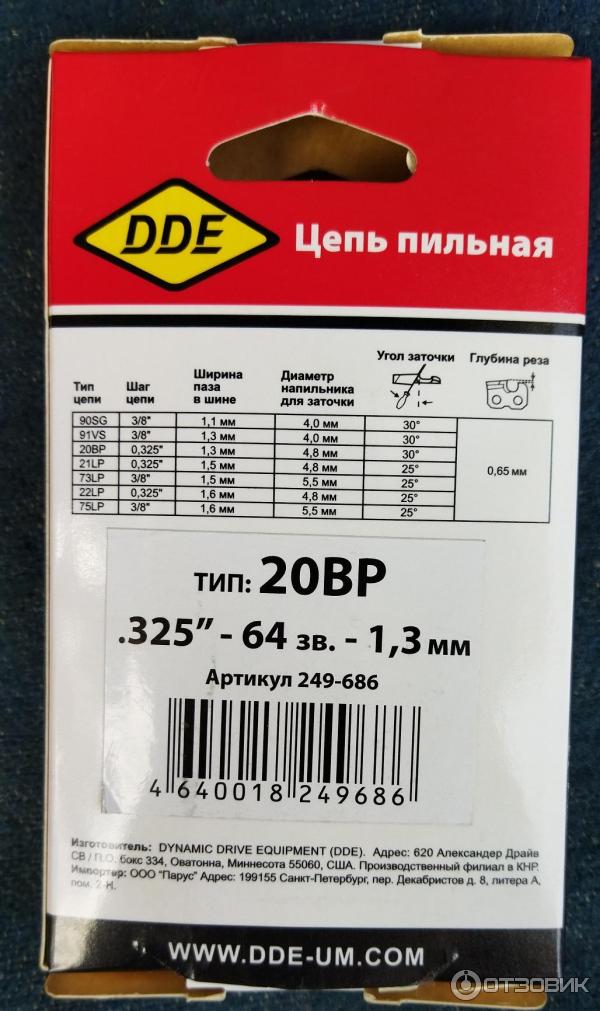 DDE
Цепь пильная
Тип цепи Шаг цепи Ширина паза в шине Диаметр напильника для заточки Угол заточки Глубина реза
90SG 3/8" 1,1 мм 4,0 мм 30°
91VS 3/8" 1,3 мм 4,0 мм 30°
20BP 0,325" 1,3 мм 4,8 мм 30°
21LP 0,325" 1,5 мм 4,8 мм 25°
73LP 3/8" 1,5 мм 5,5 мм 25°
22LP 0,325" 1,6 мм 4,8 мм 25°
75LP 3/8" 1,6 мм 5,5 мм 25°
0,65 мм
ТИП: 20BP
.325” - 64 зв. - 1,3 мм
Артикул 249-686
4 640018 249686
Изготовитель: DYNAMIC DRIVE EQUIPMENT (DDE). Адрес: 620 Александер Драйв
СВ / П.О. бокс 334, Оватонна, Миннесота 55060, США. Производственный филиал в КНР.
Импортер: ООО "Парус" Адрес: 199155 Санкт-Петербург, пер. Декабристов д. 8, литера А,
пом. 2-Н.
WWW.DDE-UM.COM
ОТЗОВИК